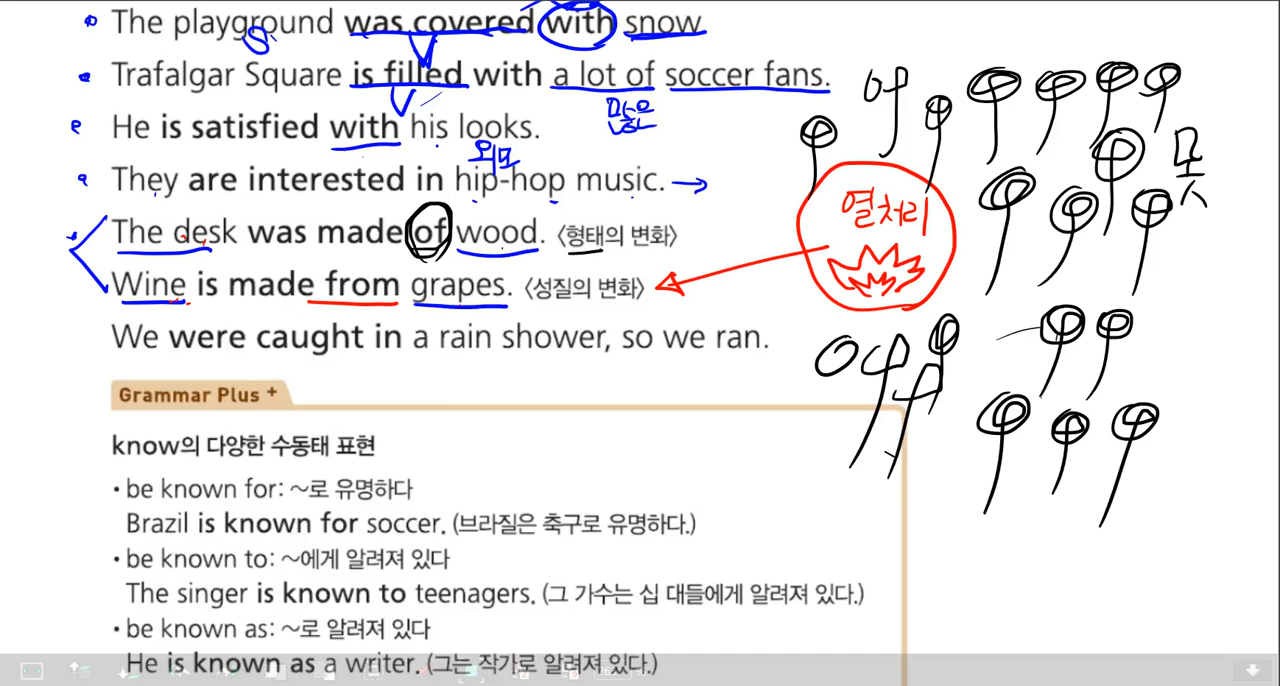 The playground was covered with snow
Trafalgar Square is filled with a lot of soccer fans.
많은
He is satisfied with his looks.
외모
They are interested in hip-hop music.
The desk was made of wood. 〈형태의 변화〉
Wine is made from grapes. 〈성질의 변화〉
We were caught in a rain shower, so we ran.
열처리
못
Grammar Plus +
know의 다양한 수동태 표현
· be known for: ~로 유명하다
Brazil is known for soccer. (브라질은 축구로 유명하다.)
· be known to: ~에게 알려져 있다
The singer is known to teenagers. (그 가수는 십 대들에게 알려져 있다.)
· be known as: ~로 알려져 있다
He is known as a writer. (그는 작가로 알려져 있다.)